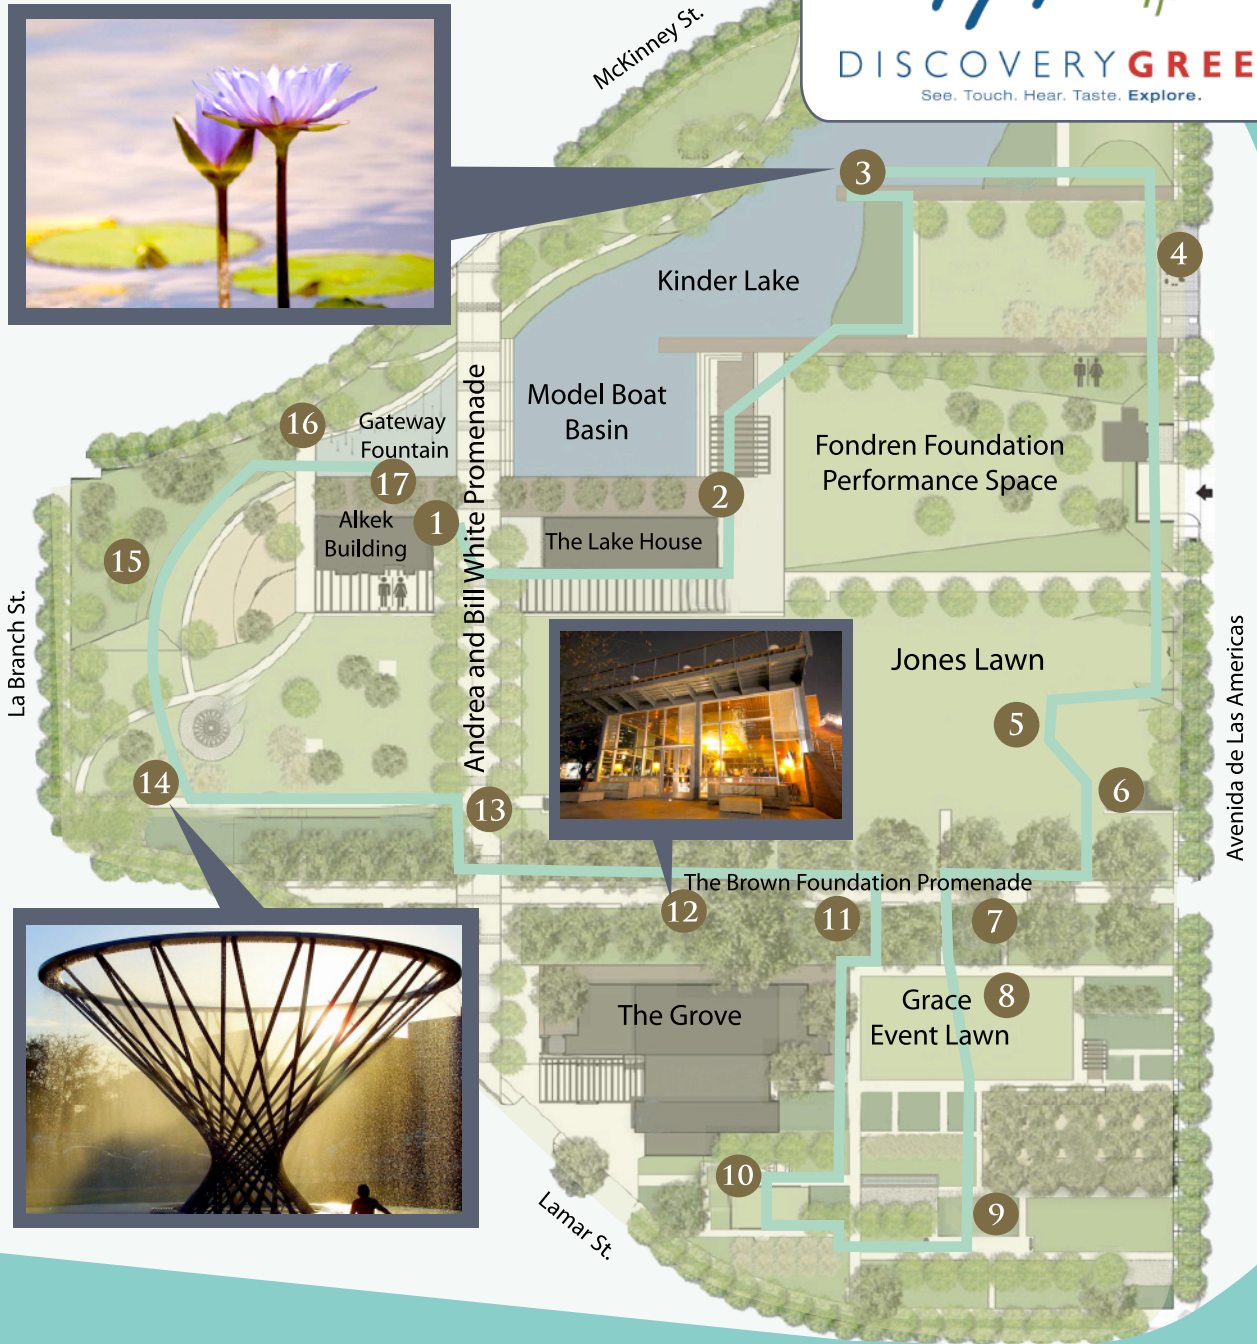 McKinney St.
DISCOVERY GREE
See. Touch. Hear. Taste. Explore.
3
4
Kinder Lake
Andrea and Bill White Promenade
Model Boat
Basin
16
Gateway
Fountain
Fondren Foundation
Performance Space
17
2
1
Alkek
Building
The Lake House
15
La Branch St.
Jones Lawn
Avenida de Las Americas
5
6
14
13
The Brown Foundation Promenade
12
11
7
8
Grace
Event Lawn
The Grove
10
9
Lamar St.